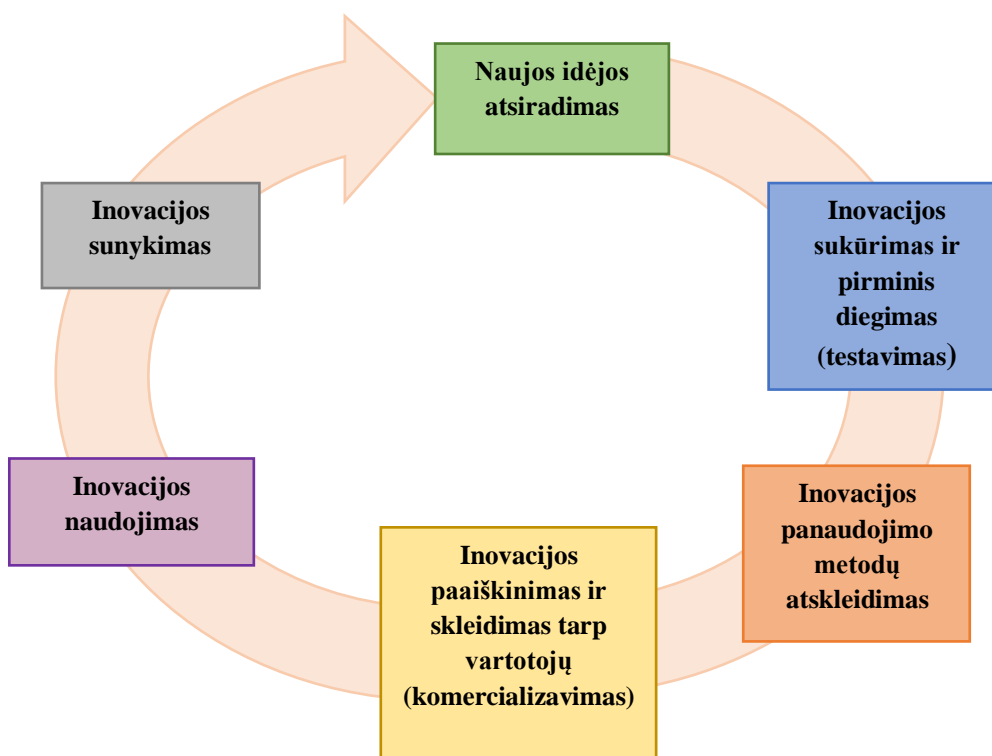 Naujos idėjos
atsiradimas
Inovacijos
sukūrimas ir
pirminis
diegimas
(testavimas)
Inovacijos
panaudojimo
metodų
atskleidimas
Inovacijos
paaiškinimas ir
skleidimas tarp
vartotojų
(komercializavimas)
Inovacijos
naudojimas
Inovacijos
sunykimas